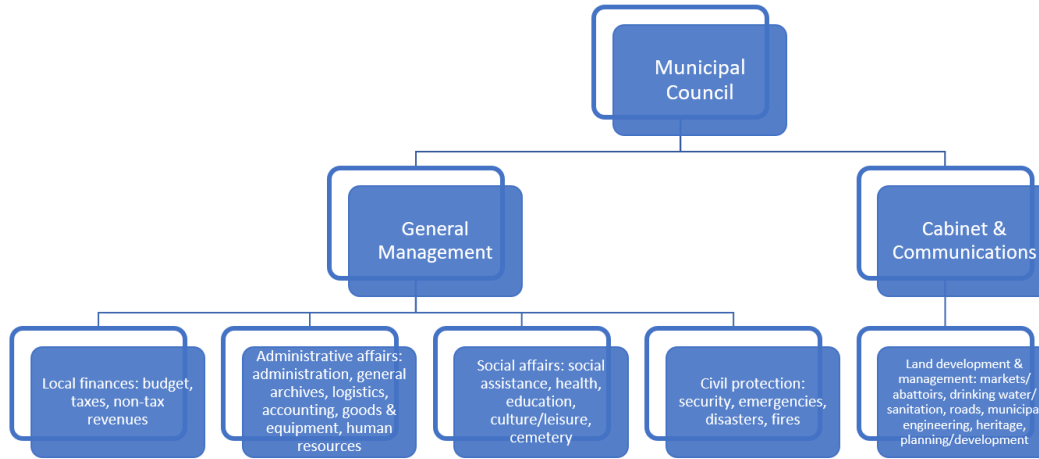 Municipal
Council
General
Management
Cabinet &
Communications
Local finances: budget,
taxes, non-tax
revenues
Administrative affairs:
administration, general
archives, logistics,
accounting, goods &
equipment, human
resources
Social affairs: social
assistance, health,
education,
culture/leisure,
cemetery
Civil protection:
security, emergencies,
disasters, fires
Land development &
management: markets/
abattoirs, drinking water/
sanitation, roads, municipa
engineering, heritage,
planning/development